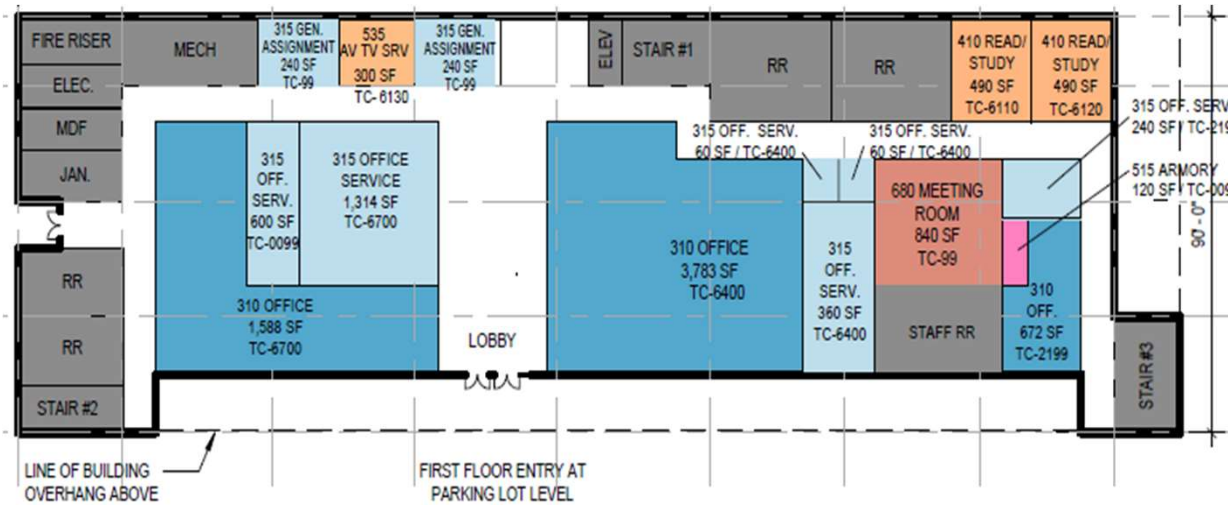 FIRE RISER
ELEC.
MDF
JAN.
MECH
315 GEN.
ASSIGNMENT
240 SF
TC-99
535
AV TV SRV
300 SF
TC- 6130
315 GEN.
ASSIGNMENT
240 SF
TC-99
ELEV
STAIR #1
RR
RR
410 READ/
STUDY
490 SF
TC-6110
410 READ/
STUDY
490 SF
TC-6120
315 OFF. SERV.
240 SF / TC-219
515 ARMORY
120 SF / TC-009
90' - 0"
315
OFF.
SERV.
600 SF
TC-0099
315 OFFICE
SERVICE
1,314 SF
TC-6700
310 OFFICE
1,588 SF
TC-6700
315 OFF. SERV.
60 SF / TC-6400
315 OFF. SERV.
60 SF / TC-6400
310 OFFICE
3,783 SF
TC-6400
315
OFF.
SERV.
360 SF
TC-6400
680 MEETING
ROOM
840 SF
TC-99
STAFF RR
310
OFF.
672 SF
TC-2199
RR
RR
STAIR #2
LOBBY
STAIR #3
LINE OF BUILDING
OVERHANG ABOVE
FIRST FLOOR ENTRY AT
PARKING LOT LEVEL